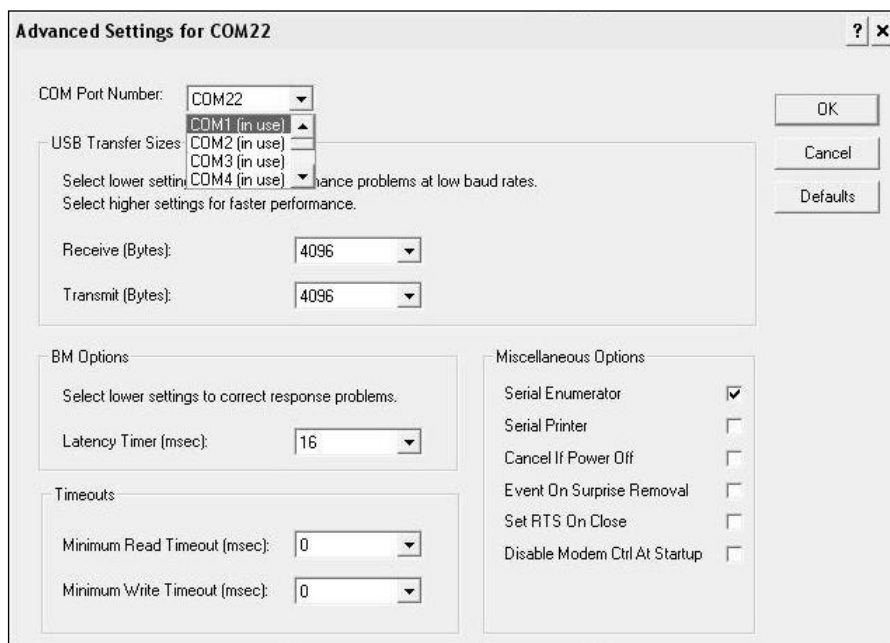 Advanced Settings for COM22
? ×
COM Port Number: COM22
COM1 (in use)
COM2 (in use)
COM3 (in use)
COM4 (in use)
OK
Cancel
Defaults
USB Transfer Sizes
Select lower settin mance problems at low baud rates.
Select higher settings for faster performance.
Receive (Bytes): 4096
Transmit (Bytes): 4096
BM Options
Select lower settings to correct response problems.
Latency Timer (msec): 16
Timeouts
Minimum Read Timeout (msec): 0
Minimum Write Timeout (msec): 0
Miscellaneous Options
Serial Enumerator
Serial Printer
Cancel If Power Off
Event On Surprise Removal
Set RTS On Close
Disable Modem Ctrl At Startup